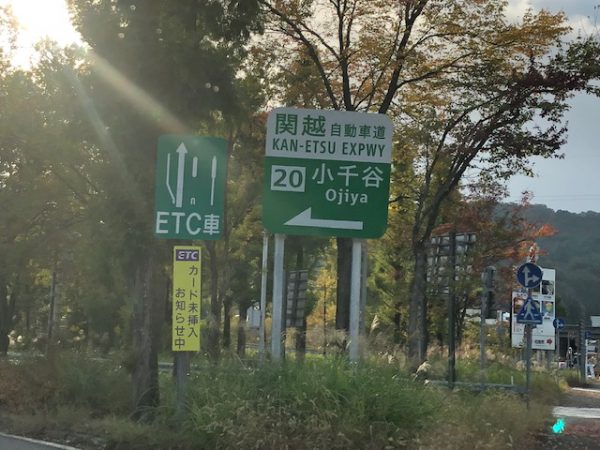 関越自動車道
KAN-ETSU EXPWY
20 小千谷
Ojiya
ETC車
ETC
カード未挿入
お知らせ中